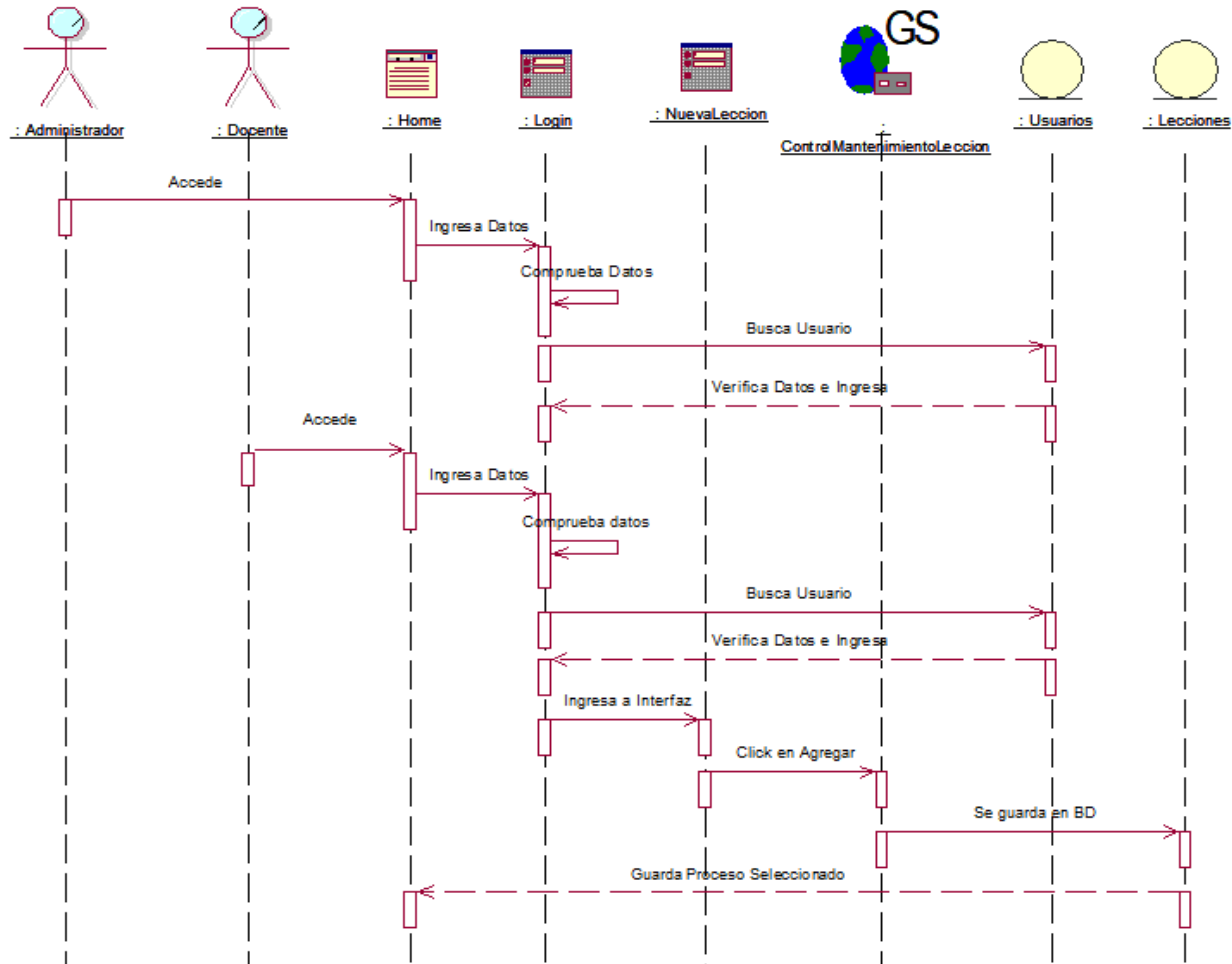 GS
: Administrador
: Docente
: Home
: Login
: NuevaLeccion
:
ControlMantenimientoLeccion
: Usuarios
: Lecciones
Accede
Ingresa Datos
Comprueba Datos
Busca Usuario
Verifica Datos e Ingresa
Accede
Ingresa Datos
Comprueba datos
Busca Usuario
Verifica Datos e Ingresa
Ingresa a Interfaz
Click en Agregar
Se guarda en BD
Guarda Proceso Seleccionado